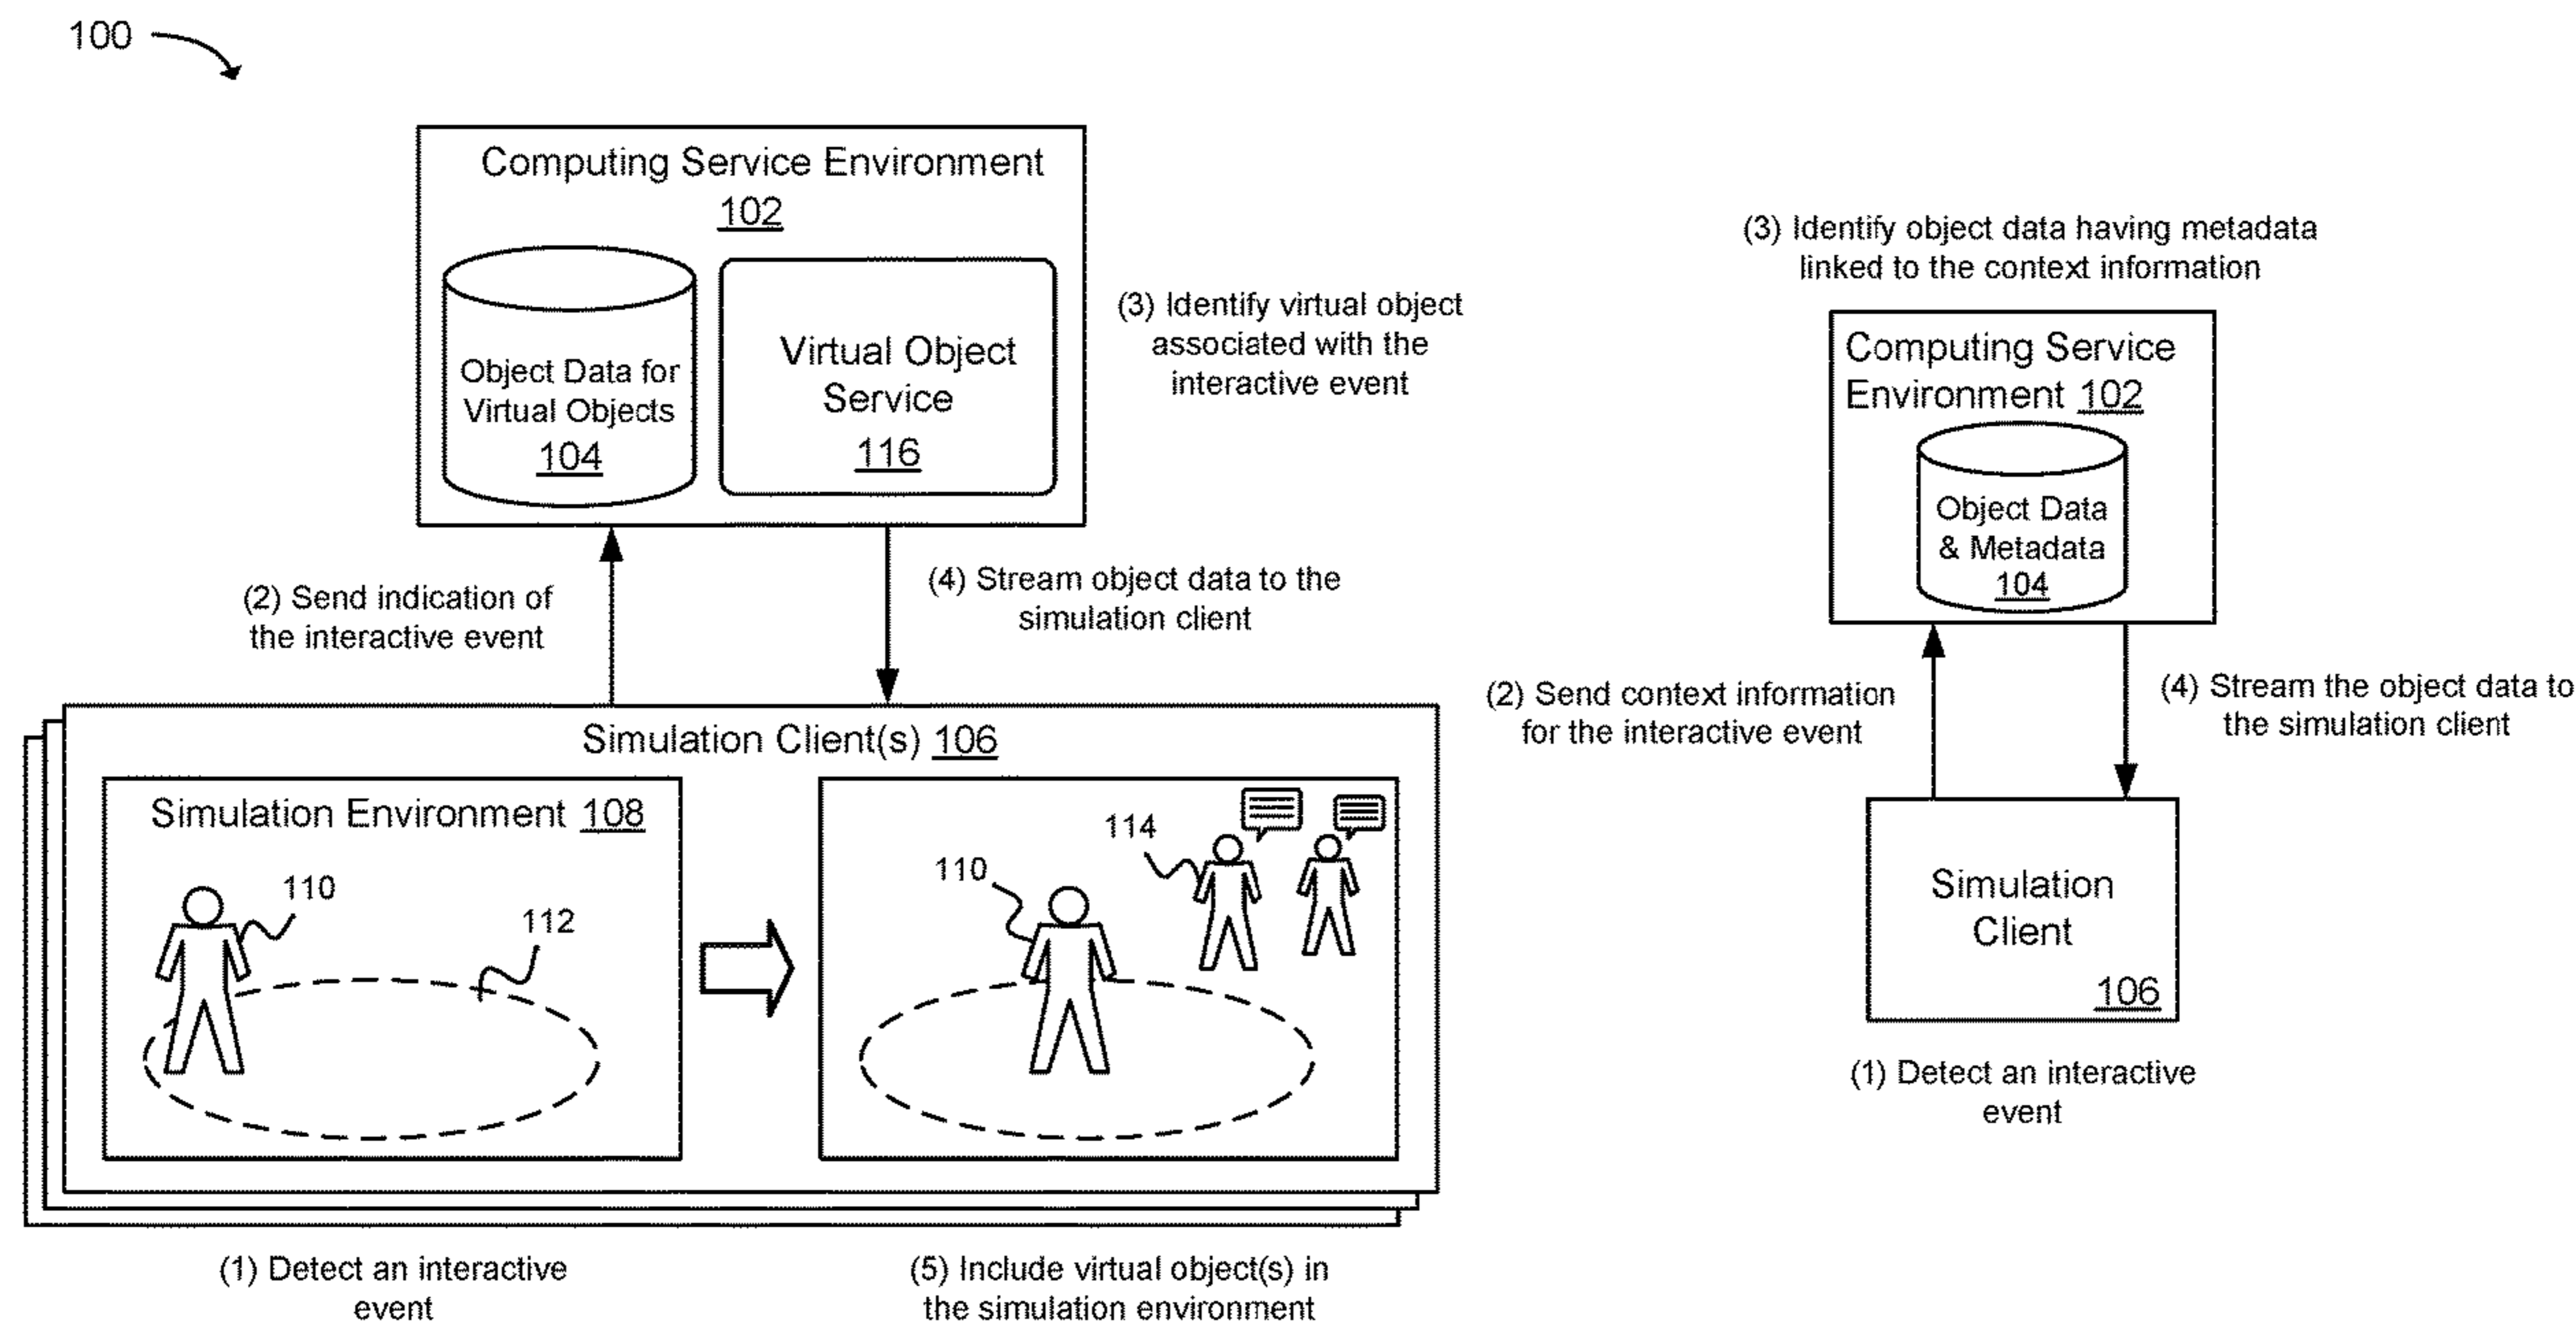 100
Computing Service Environment
102
Object Data for
Virtual Objects
104
Virtual Object
Service
116
(3) Identify virtual object
associated with the
interactive event
(2) Send indication of
the interactive event
(4) Stream object data to the
simulation client
Simulation Client(s) 106
Simulation Environment 108
110
112
110
114
(1) Detect an interactive
event
(5) Include virtual object(s) in
the simulation environment
(3) Identify object data having metadata
linked to the context information
Computing Service
Environment 102
Object Data
& Metadata
104
(2) Send context information
for the interactive event
(4) Stream the object data to
the simulation client
Simulation
Client
106
(1) Detect an interactive
event